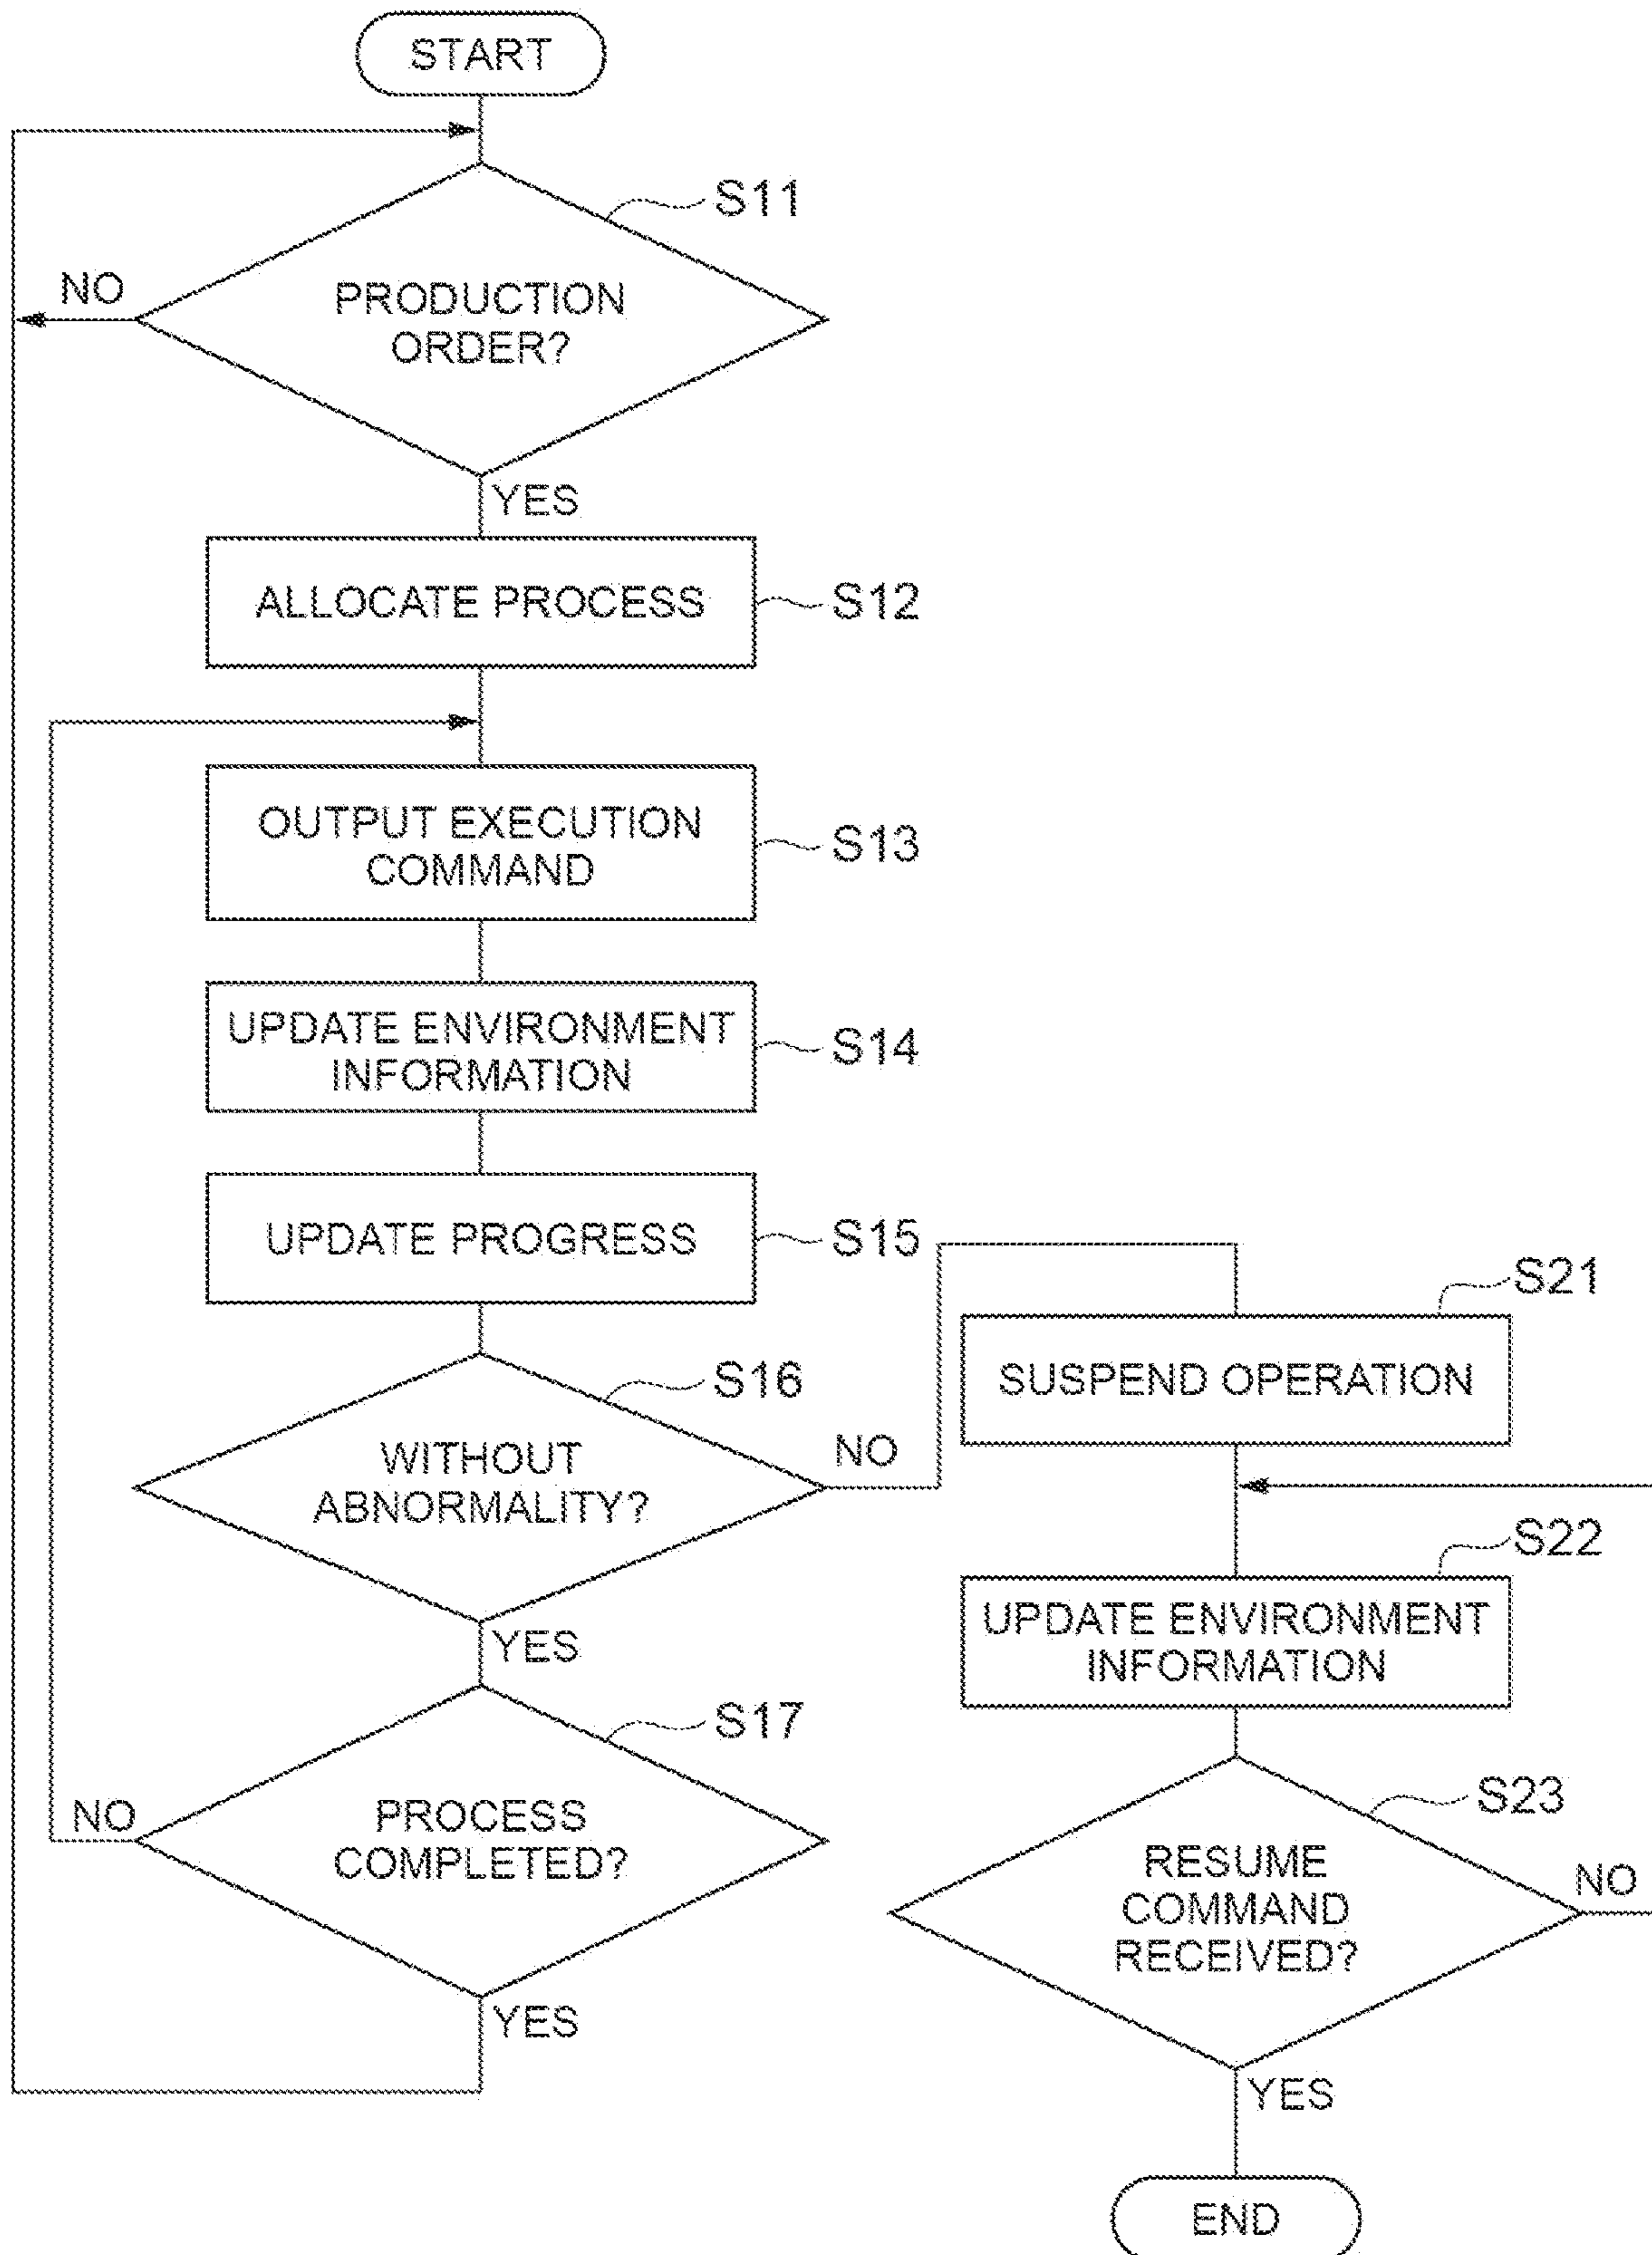 START
S11
NO
PRODUCTION
ORDER?
YES
ALLOCATE PROCESS
S12
OUTPUT EXECUTION
COMMAND
S13
UPDATE ENVIRONMENT
INFORMATION
S14
UPDATE PROGRESS
S15
S16
WITHOUT
ABNORMALITY?
NO
YES
S17
PROCESS
COMPLETED?
NO
YES
S21
SUSPEND OPERATION
S22
UPDATE ENVIRONMENT
INFORMATION
S23
RESUME
COMMAND
RECEIVED?
NO
YES
END